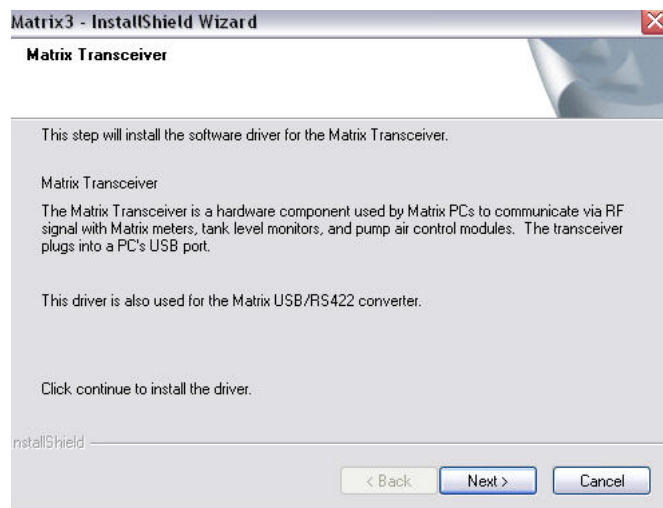 Matrix3 - InstallShield Wizard
Matrix Transceiver
This step will install the software driver for the Matrix Transceiver.
Matrix Transceiver
The Matrix Transceiver is a hardware component used by Matrix PCs to communicate via RF
signal with Matrix meters, tank level monitors, and pump air control modules. The transceiver
plugs into a PC's USB port.
This driver is also used for the Matrix USB/RS422 converter.
Click continue to install the driver.
nstallShield
< Back
Next >
Cancel